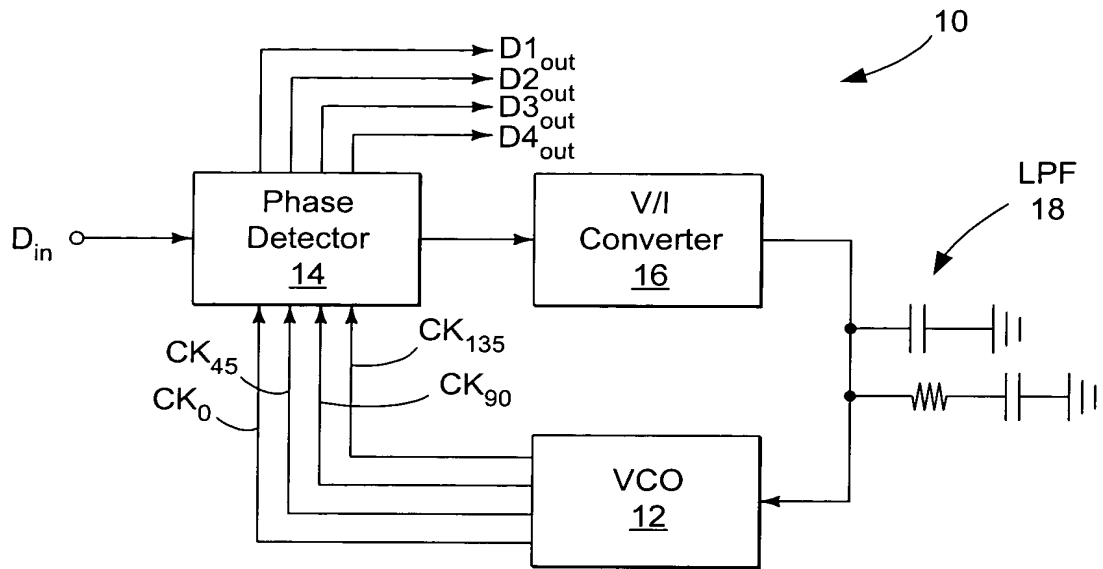 10
D1out
D2out
D3out
D4out
LPF
18
Phase
Detector
14
V/I
Converter
16
Din
CK135
CK45
CK90
CK0
VCO
12